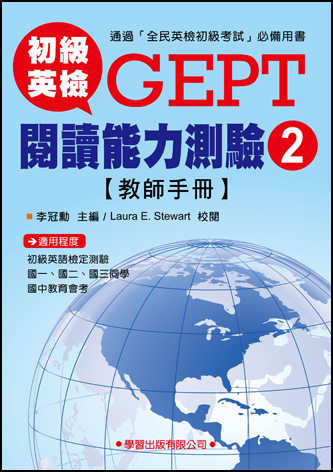 通過「全民英檢初級考試」必備用書
初級
英檢
GEPT
閱讀能力測驗2
【教師手冊】
■李冠勳 主編/Laura E. Stewart 校閱
➔適用程度
初級英語檢定測驗
國一、國二、國三同學
國中教育會考
•學習出版有限公司•